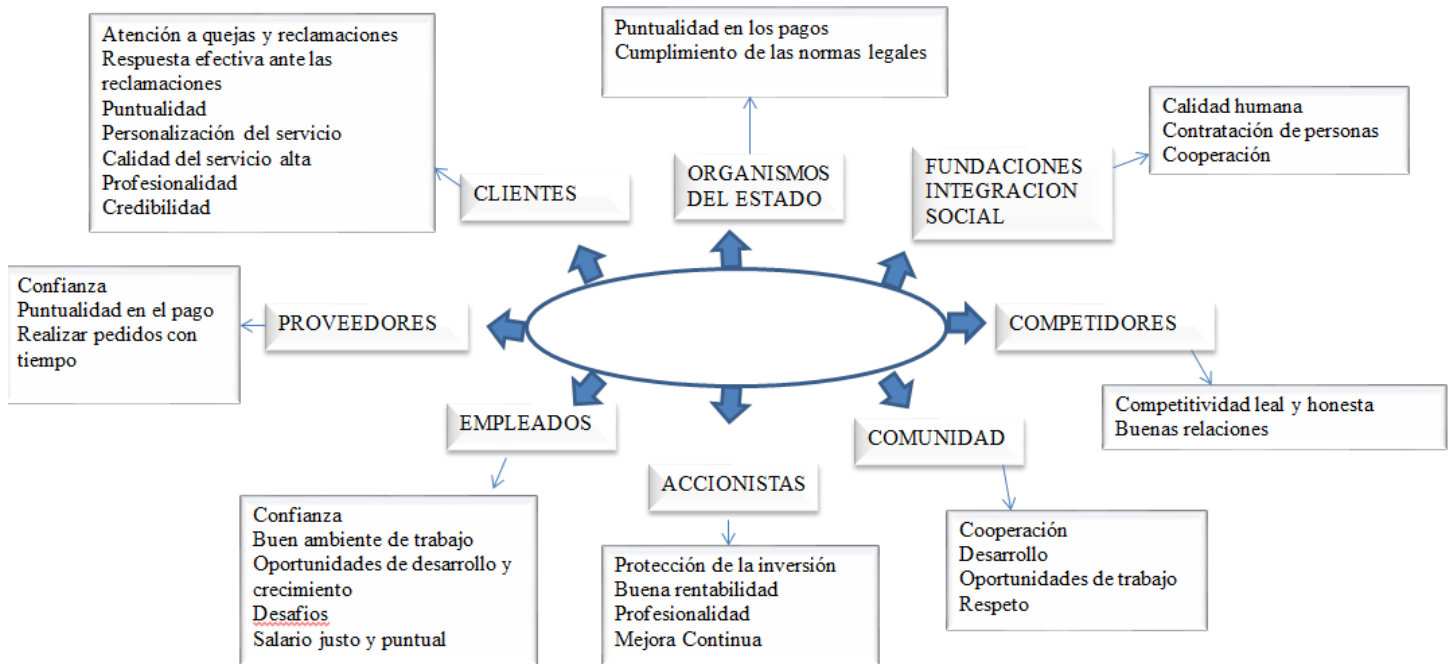 Atención a quejas y reclamaciones
Respuesta efectiva ante las
reclamaciones
Puntualidad
Personalización del servicio
Calidad del servicio alta
Profesionalidad
Credibilidad
CLIENTES
Puntualidad en los pagos
Cumplimiento de las normas legales
ORGANISMOS
DEL ESTADO
Calidad humana
Contratación de personas
Cooperación
FUNDACIONES
INTEGRACION
SOCIAL
Confianza
Puntualidad en el pago
Realizar pedidos con
tiempo
PROVEEDORES
COMPETIDORES
Competitividad leal y honesta
Buenas relaciones
EMPLEADOS
Confianza
Buen ambiente de trabajo
Oportunidades de desarrollo y
crecimiento
Desafios
Salario justo y puntual
ACCIONISTAS
Protección de la inversión
Buena rentabilidad
Profesionalidad
Mejora Continua
COMUNIDAD
Cooperación
Desarrollo
Oportunidades de trabajo
Respeto